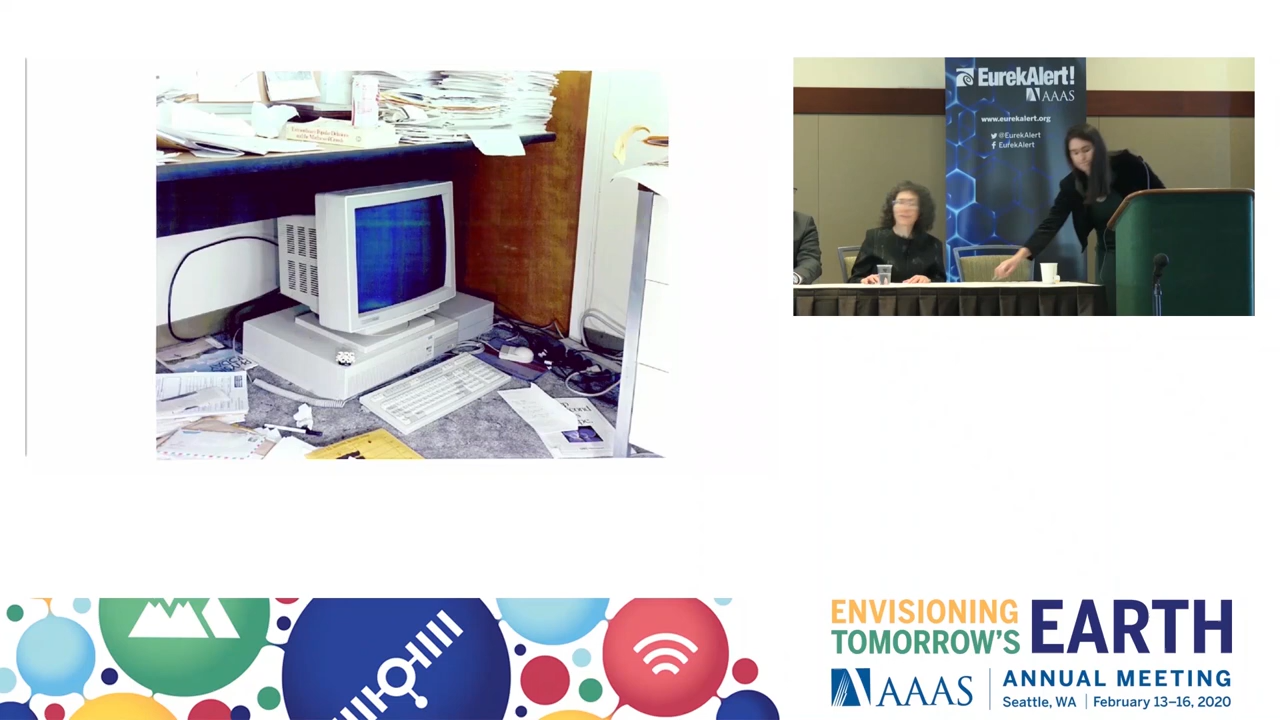 EurekAlert!
AAAS
www.eurekalert.org
@EurekAlert
EurekAlert
ENVISIONING
TOMORROW'S
EARTH
AAAS
ANNUAL MEETING
Seattle, WA
February 13–16, 2020